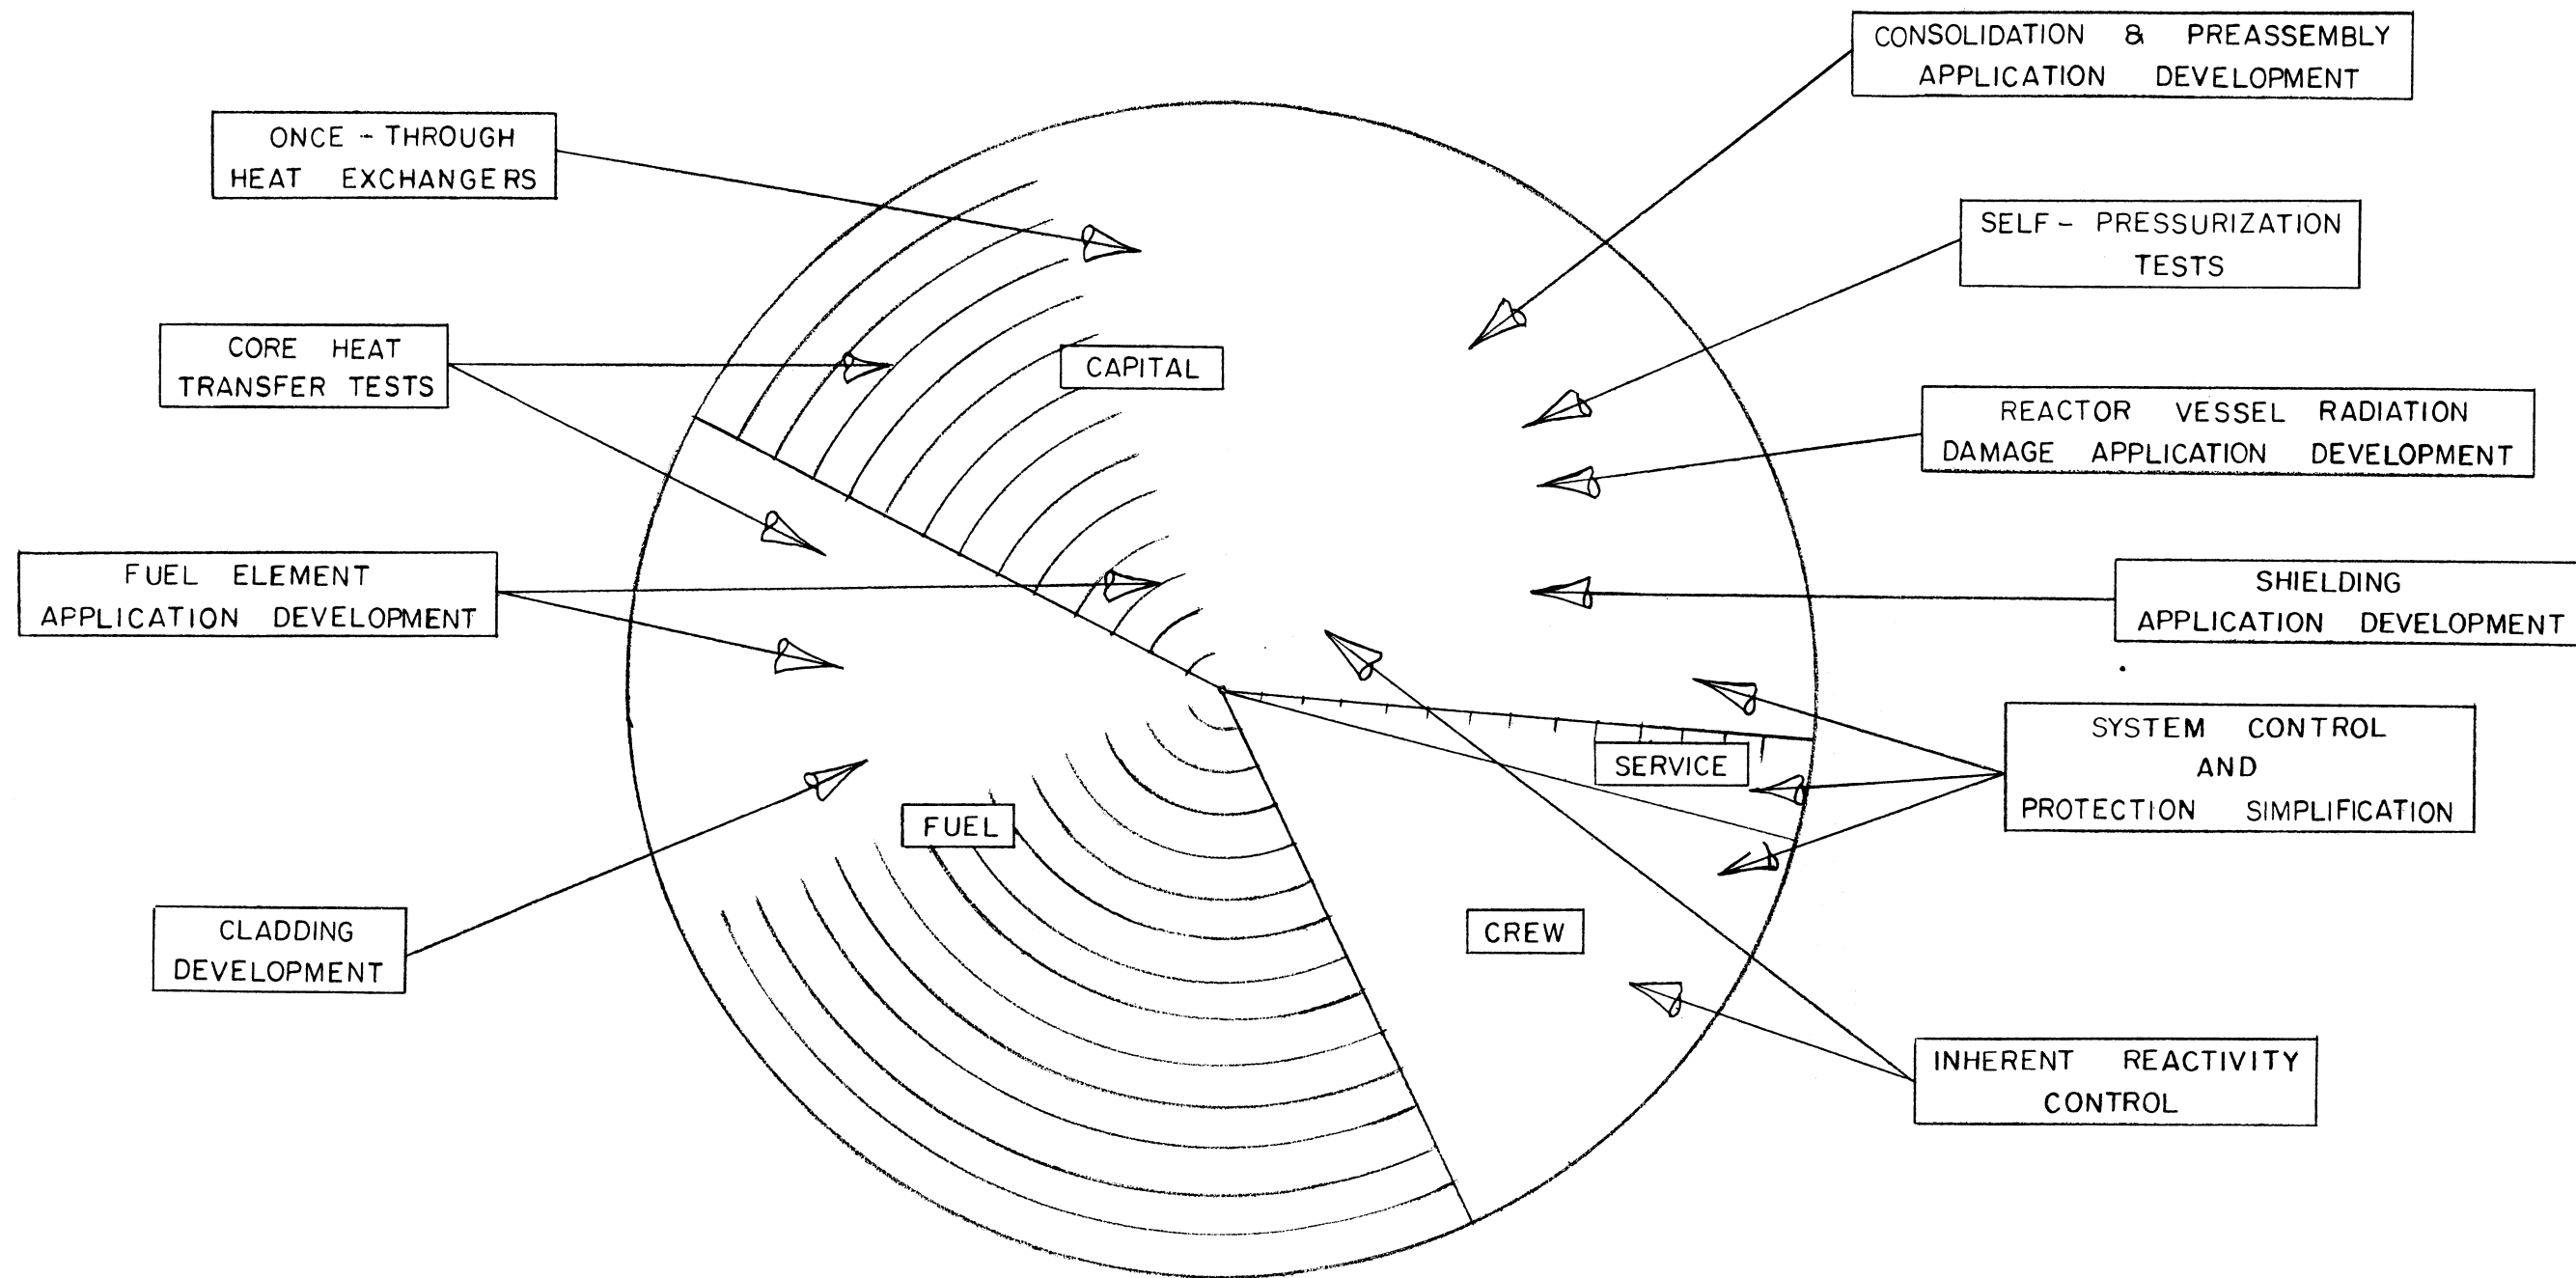 CONSOLIDATION & PREASSEMBLY
APPLICATION DEVELOPMENT
ONCE - THROUGH
HEAT EXCHANGERS
SELF - PRESSURIZATION
TESTS
CORE HEAT
TRANSFER TESTS
CAPITAL
REACTOR VESSEL RADIATION
DAMAGE APPLICATION DEVELOPMENT
FUEL ELEMENT
APPLICATION DEVELOPMENT
SHIELDING
APPLICATION DEVELOPMENT
SYSTEM CONTROL
AND
PROTECTION SIMPLIFICATION
SERVICE
FUEL
CREW
CLADDING
DEVELOPMENT
INHERENT REACTIVITY
CONTROL